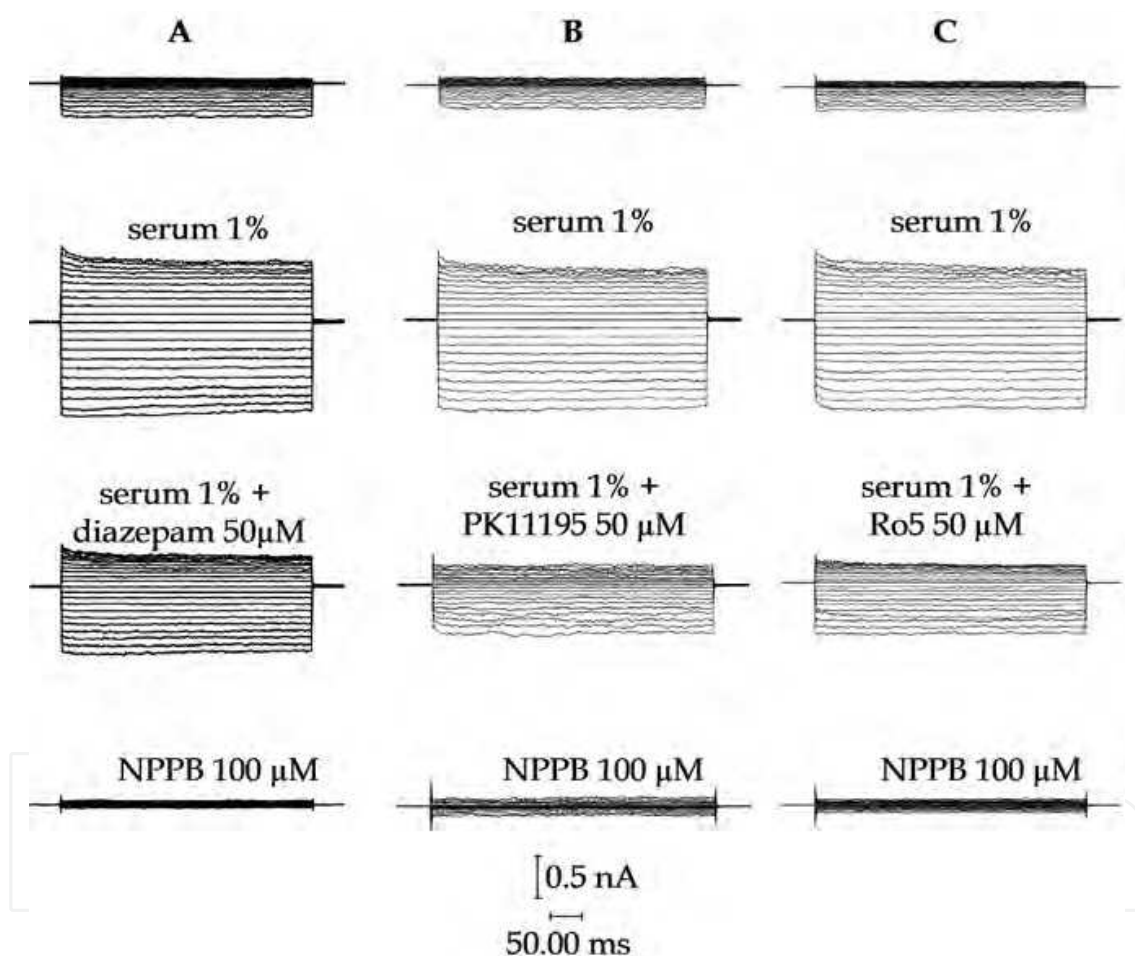 A B C
serum 1% serum 1% serum 1%
serum 1% +
diazepam 50µM
serum 1% +
PK11195 50 µM
serum 1% +
Ro5 50 µM
NPPB 100 µM NPPB 100 µM NPPB 100 µM
0.5 nA
50.00 ms